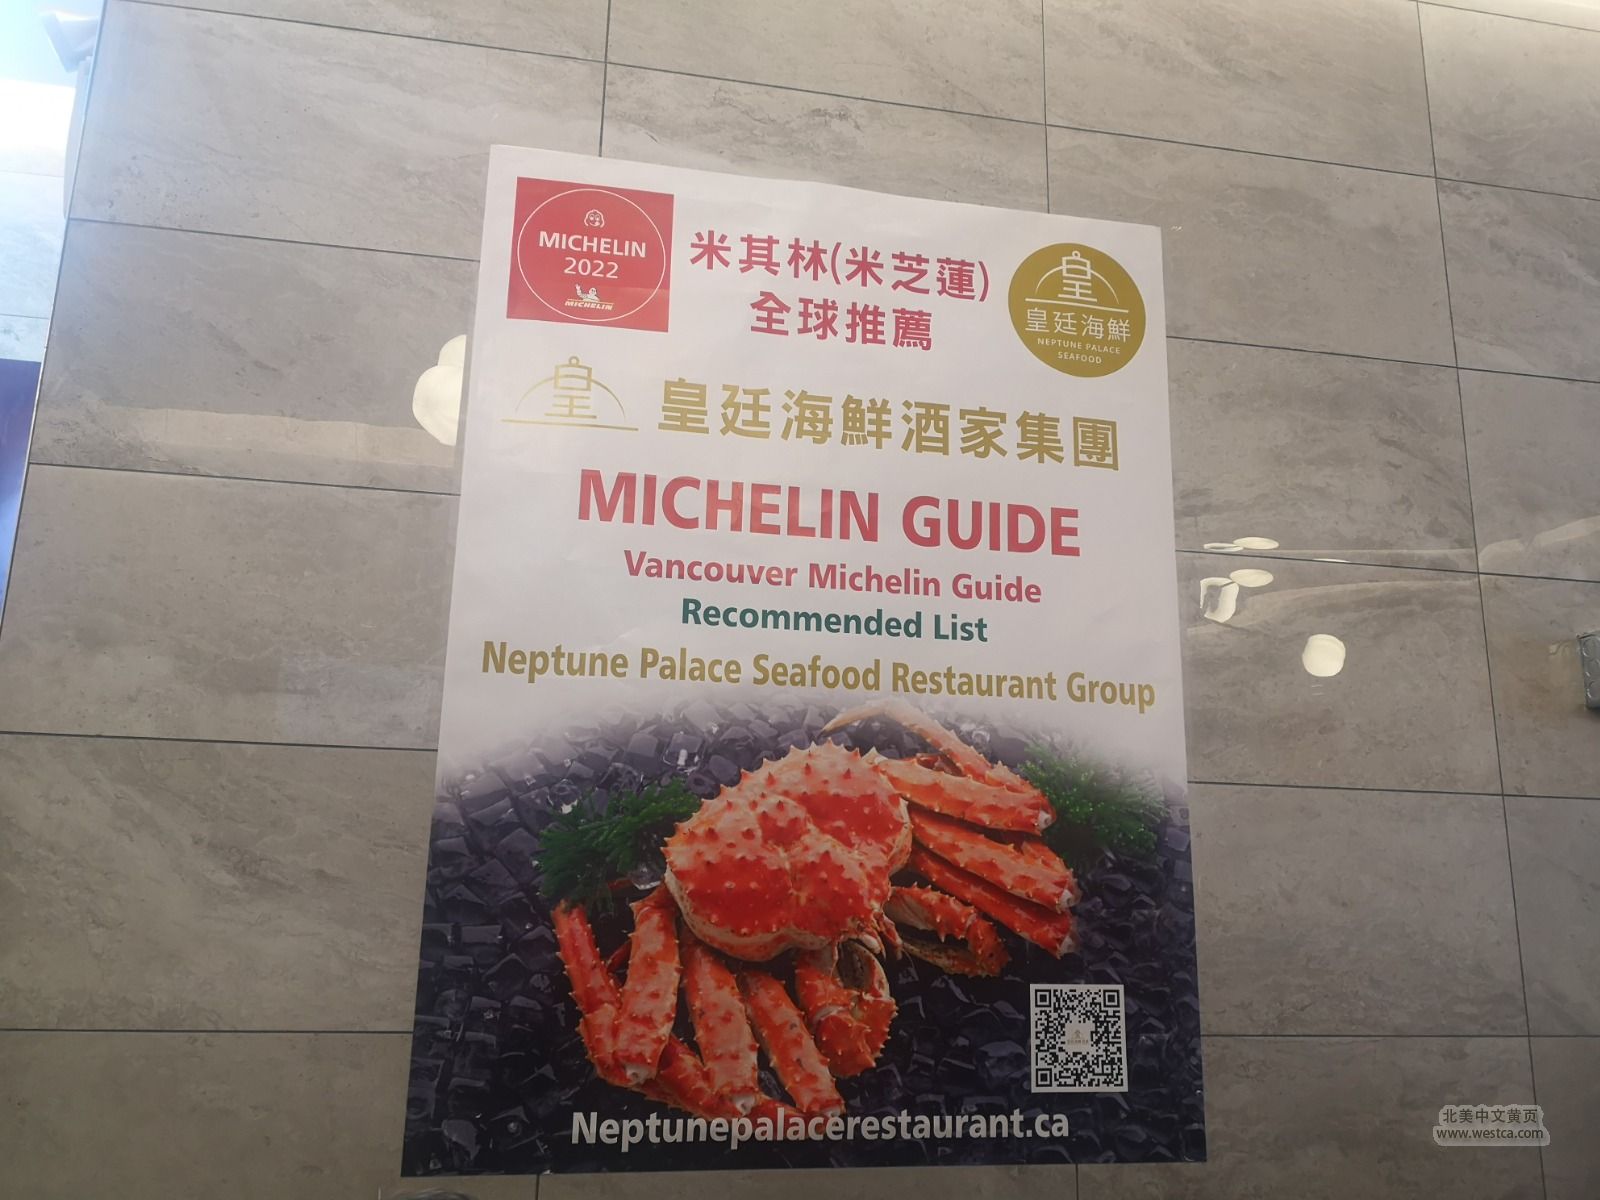 MICHELIN
2022
MICHELIN
米其林(米芝蓮)
全球推薦
皇
皇廷海鮮
NEPTUNE PALACE
SEAFOOD
皇
皇廷海鮮酒家集團
MICHELIN GUIDE
Vancouver Michelin Guide
Recommended List
Neptune Palace Seafood Restaurant Group
Neptunepalacerestaurant.ca
北美中文黄页
www.westca.com